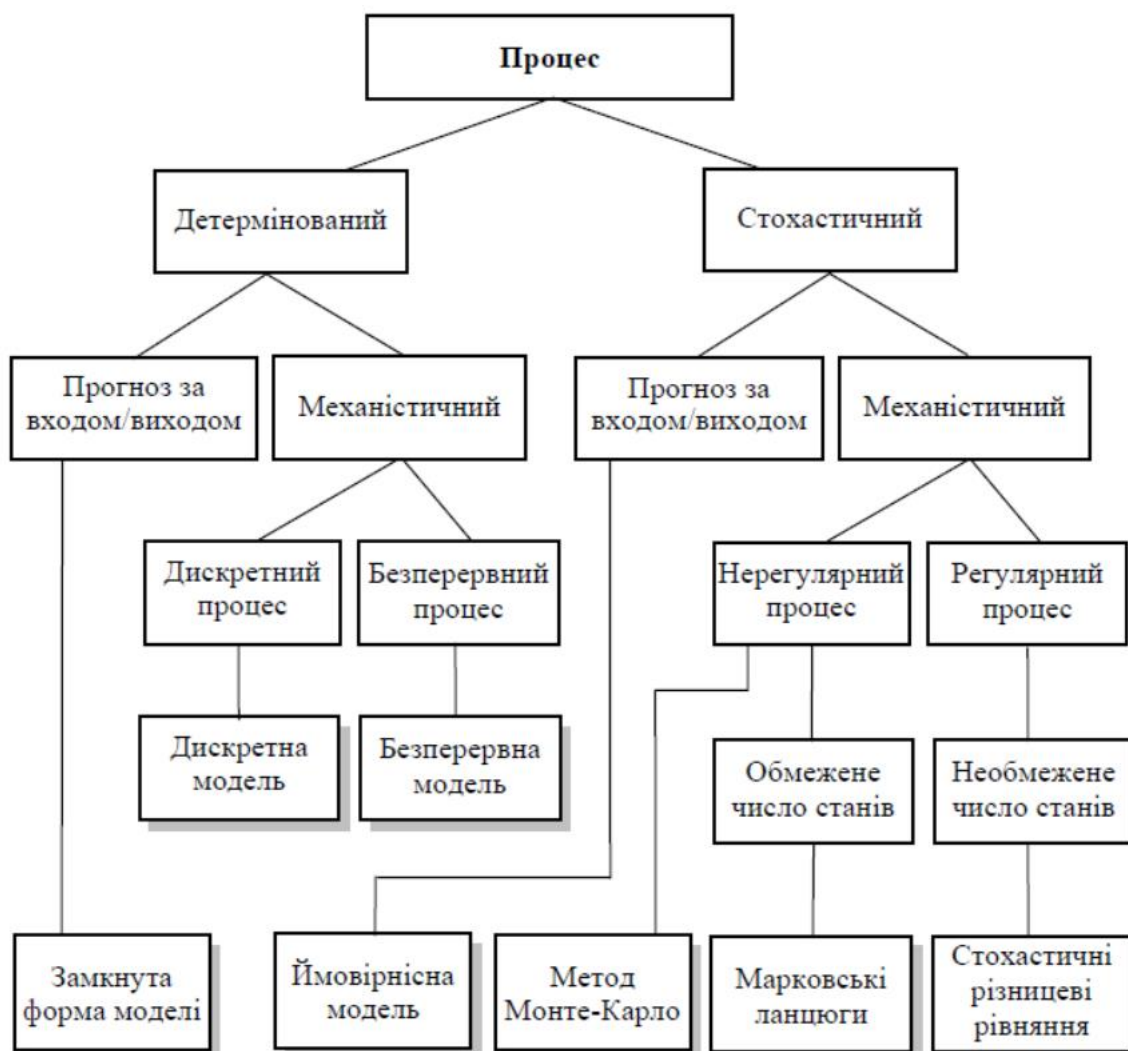 Процес
Детермінований
Стохастичний
Прогноз за
входом/виходом
Механістичний
Прогноз за
входом/виходом
Механістичний
Дискретний
процес
Безперервний
процес
Нерегулярний
процес
Регулярний
процес
Дискретна
модель
Безперервна
модель
Обмежене
число станів
Необмежене
число станів
Замкнута
форма моделі
Ймовірнісна
модель
Метод
Монте-Карло
Марковські
ланцюги
Стохастичні
різницеві
рівняння